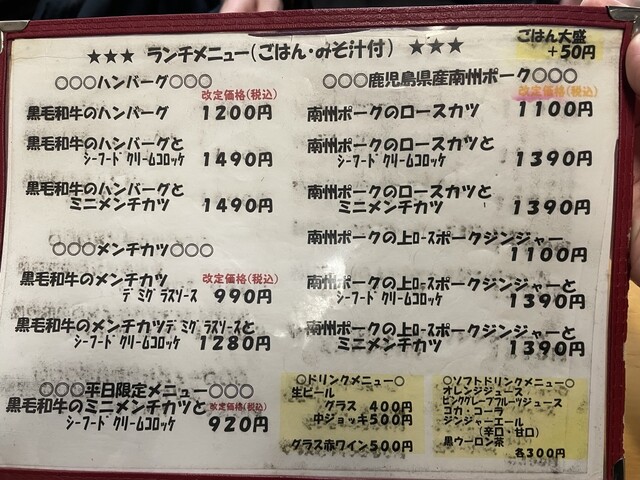 ★★★ ランチメニュー(ごはん・みそ汁付) ★★★
ごはん大盛
+50円
○○○ハンバーグ○○○
改定価格(税込)
黒毛和牛のハンバーグ 1200円
黒毛和牛のハンバーグと
シーフードクリームコロッケ 1490円
黒毛和牛のハンバーグと
ミニメンチカツ 1490円
○○○メンチカツ○○○
黒毛和牛のメンチカツ 改定価格(税込)
デミグラスソース 990円
黒毛和牛のメンチカツデミグラスソースと
シーフードクリームコロッケ 1280円
○○○平日限定メニュー○○○
黒毛和牛のミニメンチカツと 改定価格(税込)
シーフードクリームコロッケ 920円
○○○鹿児島県産南州ポーク○○○
改定価格(税込)
南州ポークのロースカツ 1100円
南州ポークのロースカツと
シーフードクリームコロッケ 1390円
南州ポークのロースカツと
ミニメンチカツ 1390円
南州ポークの上ロースポークジンジャー
1100円
南州ポークの上ロースポークジンジャーと
シーフードクリームコロッケ 1390円
南州ポークの上ロースポークジンジャーと
ミニメンチカツ 1390円
○ドリンクメニュー○
生ビール
グラス 400円
中ジョッキ500円
グラス赤ワイン500円
○ソフトドリンクメニュー○
オレンジジュース
ピンクグレープフルーツジュース
コカ・コーラ
ジンジャーエール
(辛口・甘口)
黒ウーロン茶
各300円